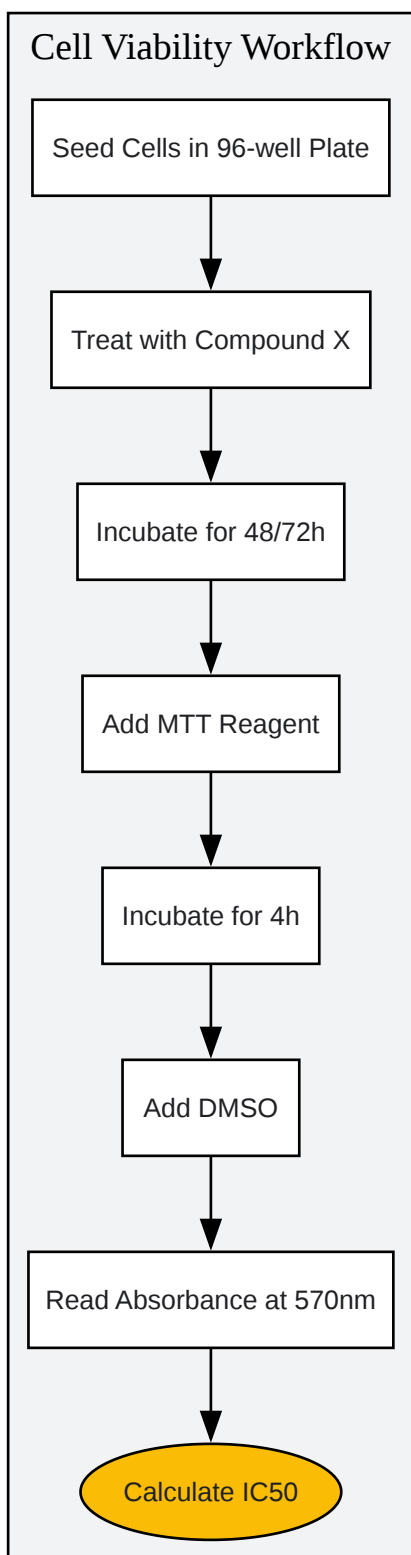 Cell Viability Workflow
Seed Cells in 96-well Plate
Treat with Compound X
Incubate for 48/72h
Add MTT Reagent
Incubate for 4h
Add DMSO
Read Absorbance at 570nm
Calculate IC50